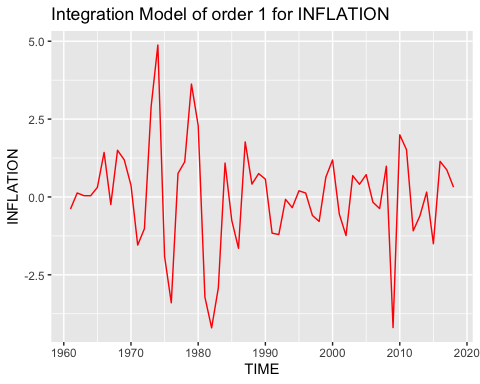 Integration Model of order 1 for INFLATION
5.0
2.5
0.0
-2.5
INFLATION
1960 1970 1980 1990 2000 2010 2020
TIME